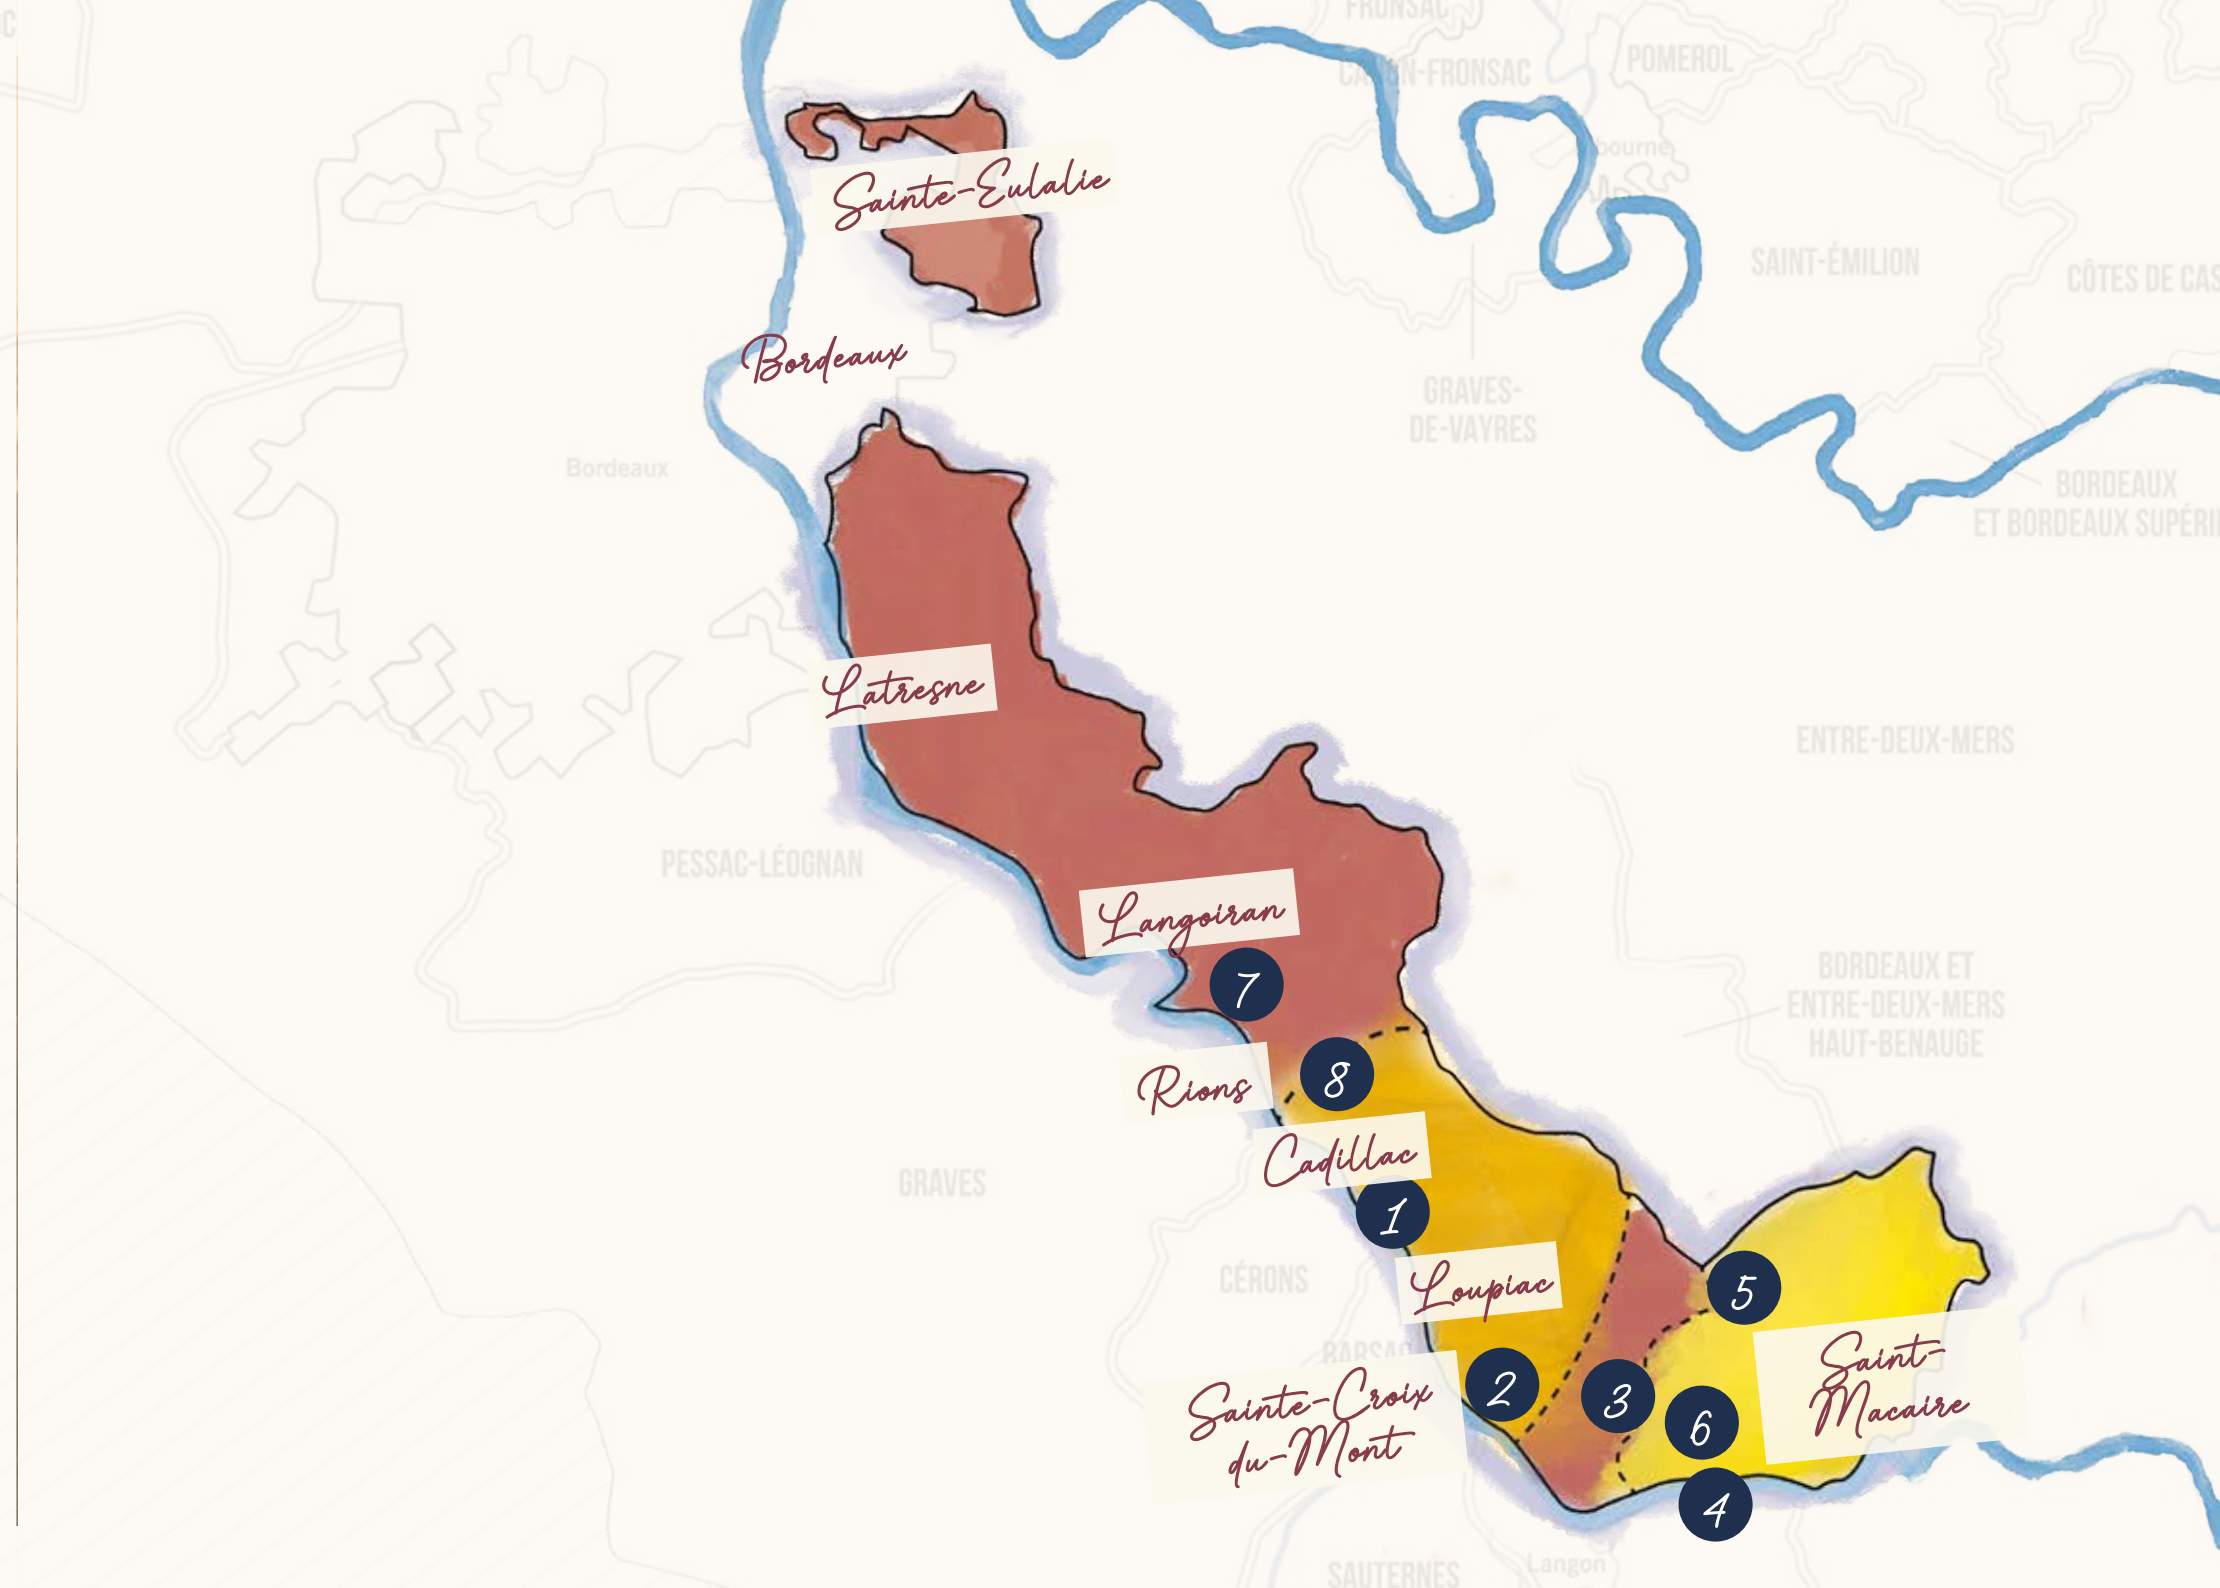 C
FRONSAC
CANON-FRONSAC
POMEROL
Sainte-Eulalie
SAINT-ÉMILION
CÔTES DE CAS
Bordeaux
GRAVES-
DE-VAYRES
Bordeaux
BORDEAUX
ET BORDEAUX SUPÉRI
Latresne
ENTRE-DEUX-MERS
PESSAC-LÉOGNAN
Langoiran
7
BORDEAUX ET
ENTRE-DEUX-MERS
HAUT-BENAUGE
Rions
8
Cadillac
GRAVES
1
CÉRONS
Loupiac
5
BARSAC
Sainte-Croix
du-Mont
2
3
6
Saint-
Macaire
4
SAUTERNES
Langon